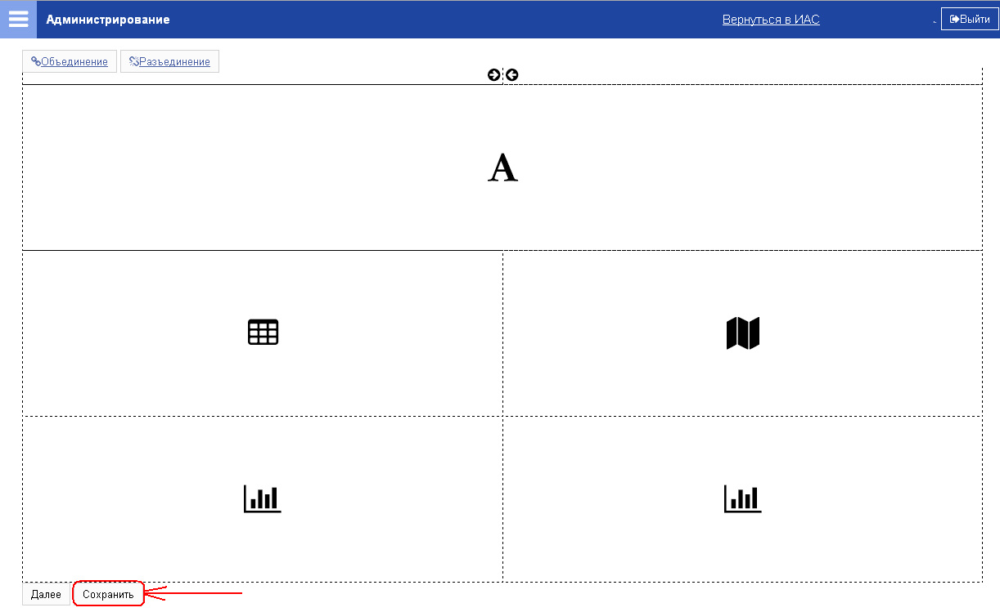 Администрирование
Вернуться в ИАС
Выйти
Объединение
Разъединение
A
Далее
Сохранить